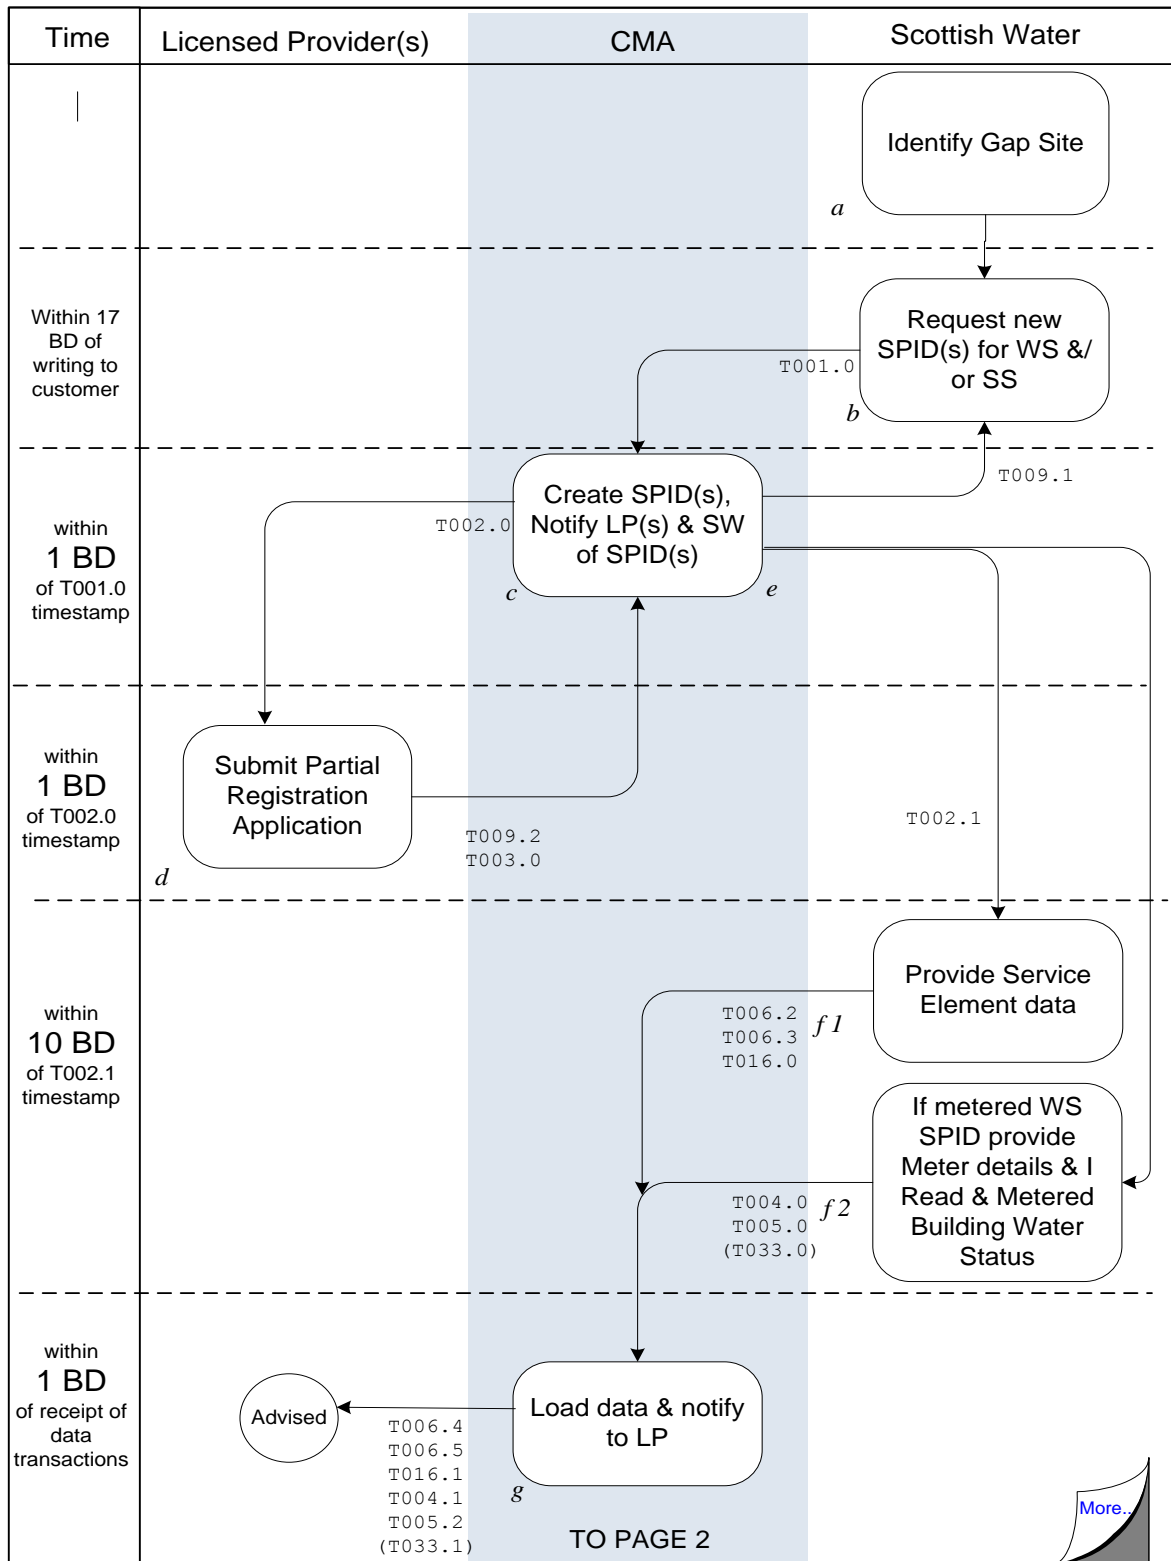 Time
Licensed Provider(s)
CMA
Scottish Water
Identify Gap Site
a
Within 17
BD of
writing to
customer
Request new
SPID(s) for WS &/
or SS
T001.0
b
within
1 BD
of T001.0
timestamp
Create SPID(s),
Notify LP(s) & SW
of SPID(s)
T002.0
T009.1
c
e
within
1 BD
of T002.0
timestamp
Submit Partial
Registration
Application
T009.2
T003.0
T002.1
d
within
10 BD
of T002.1
timestamp
Provide Service
Element data
T006.2
T006.3
T016.0
f1
If metered WS
SPID provide
Meter details & I
Read & Metered
Building Water
Status
T004.0
T005.0
(T033.0)
f2
within
1 BD
of receipt of
data
transactions
Advised
Load data & notify
to LP
T006.4
T006.5
T016.1
T004.1
T005.2
(T033.1)
g
TO PAGE 2
More..